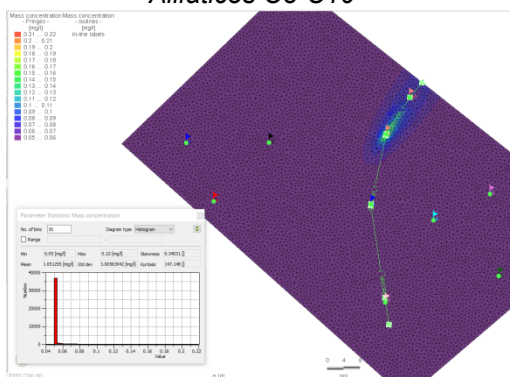 Alifáticos C8-C16
Mass concentration Mass concentration
- Fringes - - Isolines -
[mg/l] [mg/l]
0.21 ... 0.22 In-line labels
0.2 ... 0.21
0.19 ... 0.2
0.18 ... 0.19
0.17 ... 0.18
0.16 ... 0.17
0.15 ... 0.16
0.14 ... 0.15
0.13 ... 0.14
0.12 ... 0.13
0.11 ... 0.12
0.1 ... 0.11
0.09 ... 0.1
0.08 ... 0.09
0.07 ... 0.08
0.06 ... 0.07
0.05 ... 0.06
Parameter Statistics: Mass concentration
No. of bins 50 Diagram type Histogram
Range
Min 0.05 [mg/l] Max 0.22 [mg/l] Skewness
Mean Std dev Kurtosis 147.148 []
40000
30000
20000
10000
0
Number
0.04 0.06 0.08 0.1 0.12 0.14 0.16 0.18 0.2 0.22
Value
0 4